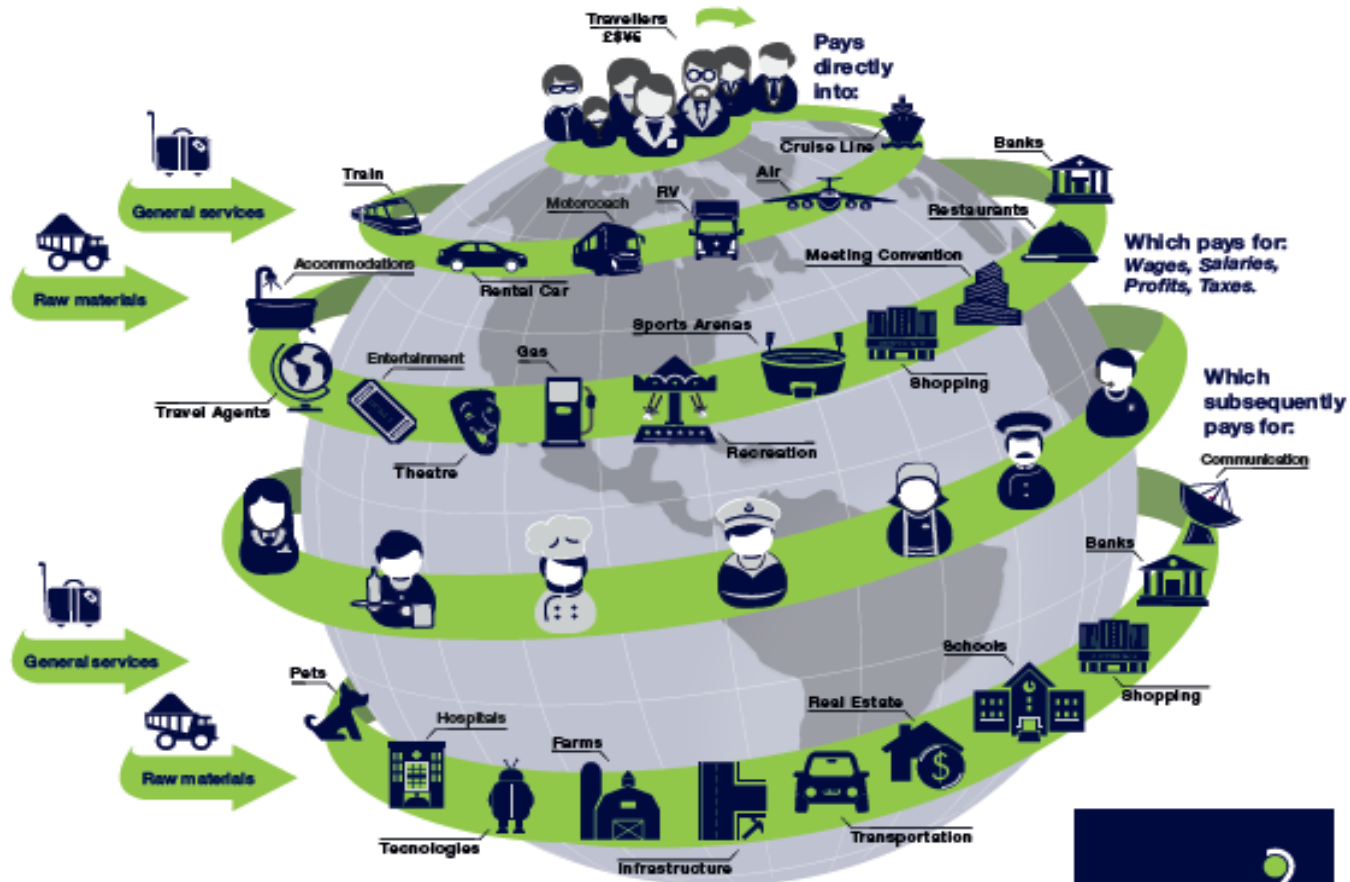 Travellers
£$¥€
Pays
directly
into:
Cruise Line
Banks
Train
Air
General services
RV
Motorcoach
Restaurants
Which pays for:
Wages, Salaries,
Profits, Taxes.
Meeting Convention
Accommodations
Raw materials
Rental Car
Sports Arenas
Entertainment
Gas
Shopping
Travel Agents
Which
subsequently
pays for:
Recreation
Theatre
Communication
Banks
General services
Schools
Pets
Shopping
Real Estate
Hospitals
Farms
Raw materials
Transportation
Tecnologies
Infrastructure